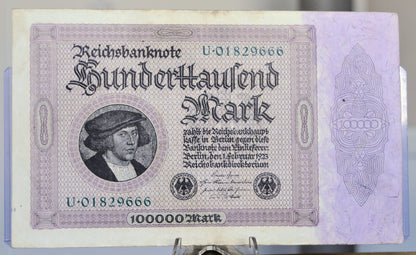 Reichsbanknote U·01829666
Hunderttausend
Mark
zahlt die Reichsbankhaupt-
kasse in Berlin gegen diese
Banknote dem Einlieferer.
Berlin, den 1. Februar 1923
Reichsbankdirektorium
U·01829666
100000 Mark